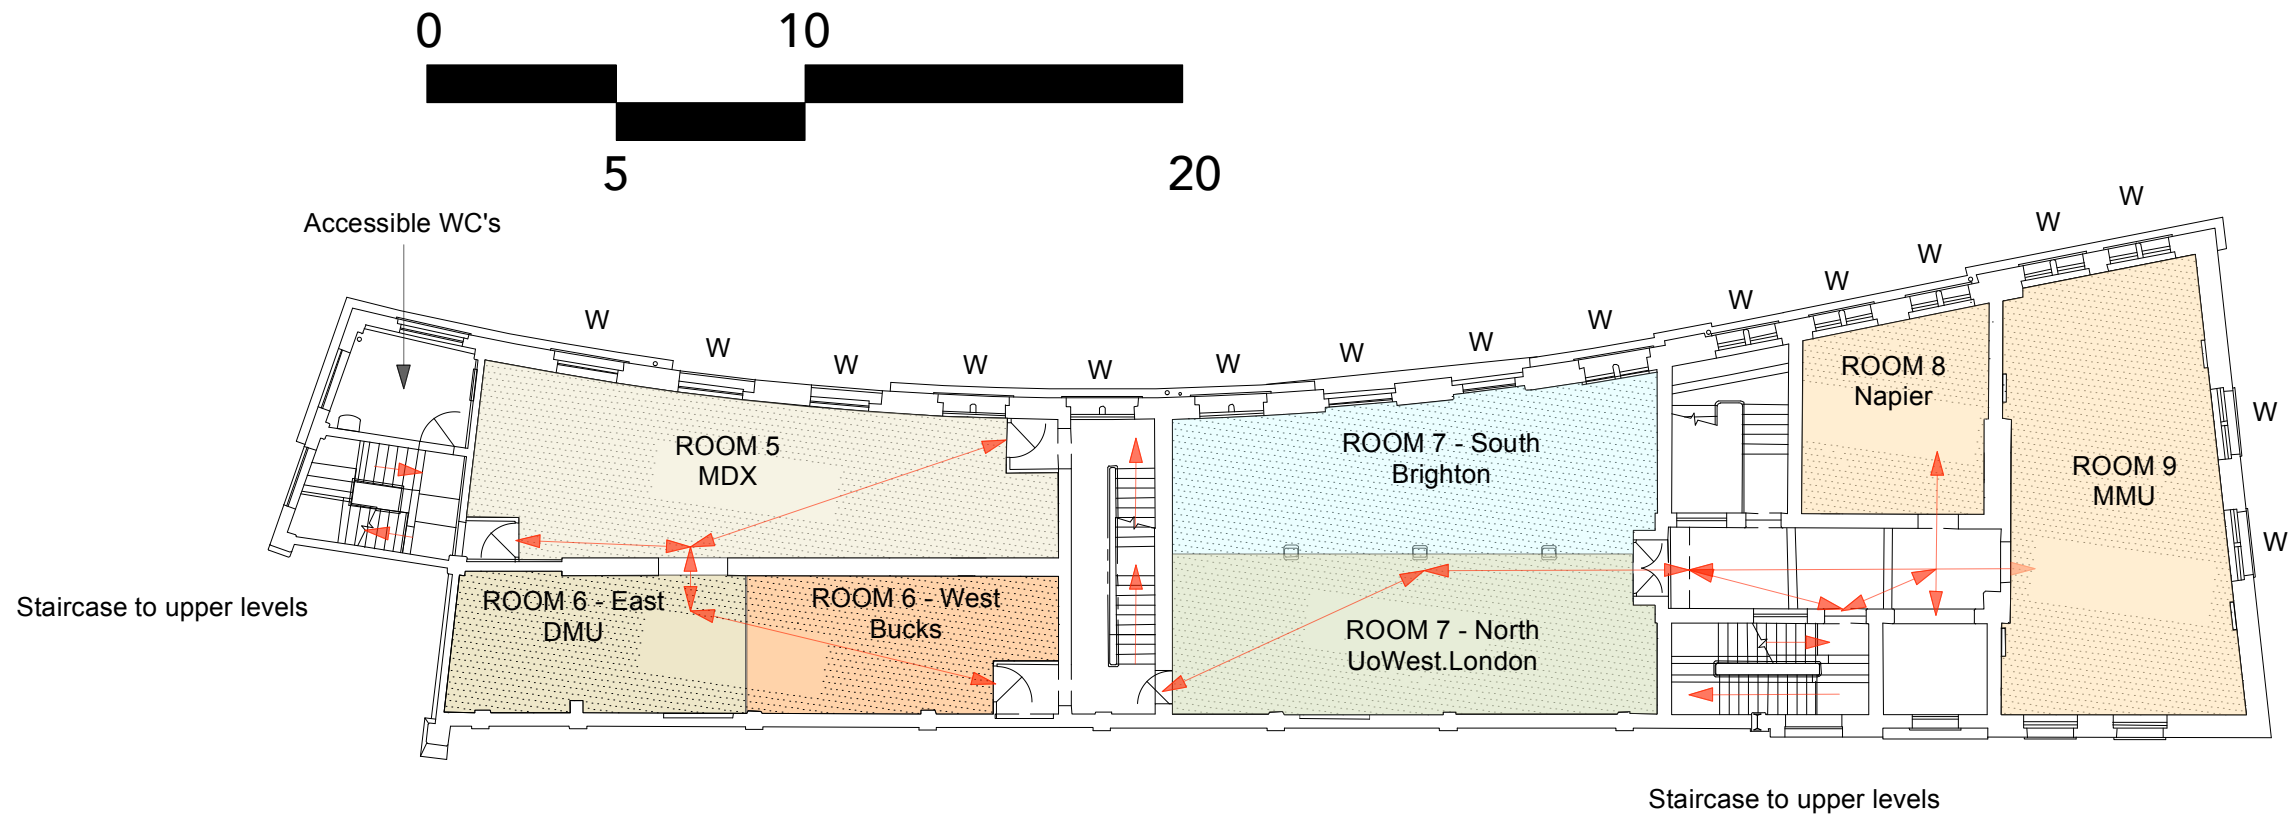 0 10
5 20
Accessible WC's
W W W W W W W W W W W W W W
W
W
ROOM 5
MDX
ROOM 6 - East
DMU
ROOM 6 - West
Bucks
ROOM 7 - South
Brighton
ROOM 7 - North
UoWest.London
ROOM 8
Napier
ROOM 9
MMU
Staircase to upper levels
Staircase to upper levels